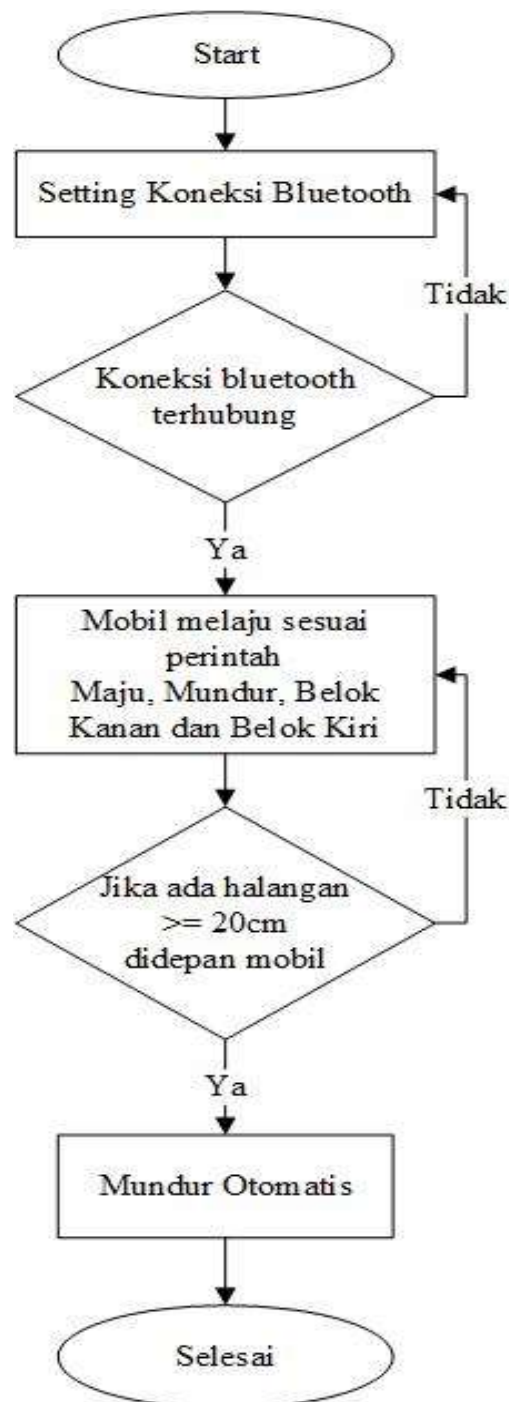 Start
Setting Koneksi Bluetooth
Tidak
Koneksi bluetooth
terhubung
Ya
Mobil melaju sesuai
perintah
Maju, Mundur, Belok
Kanan dan Belok Kiri
Tidak
Jika ada halangan
>= 20cm
didepan mobil
Ya
Mundur Otomatis
Selesai